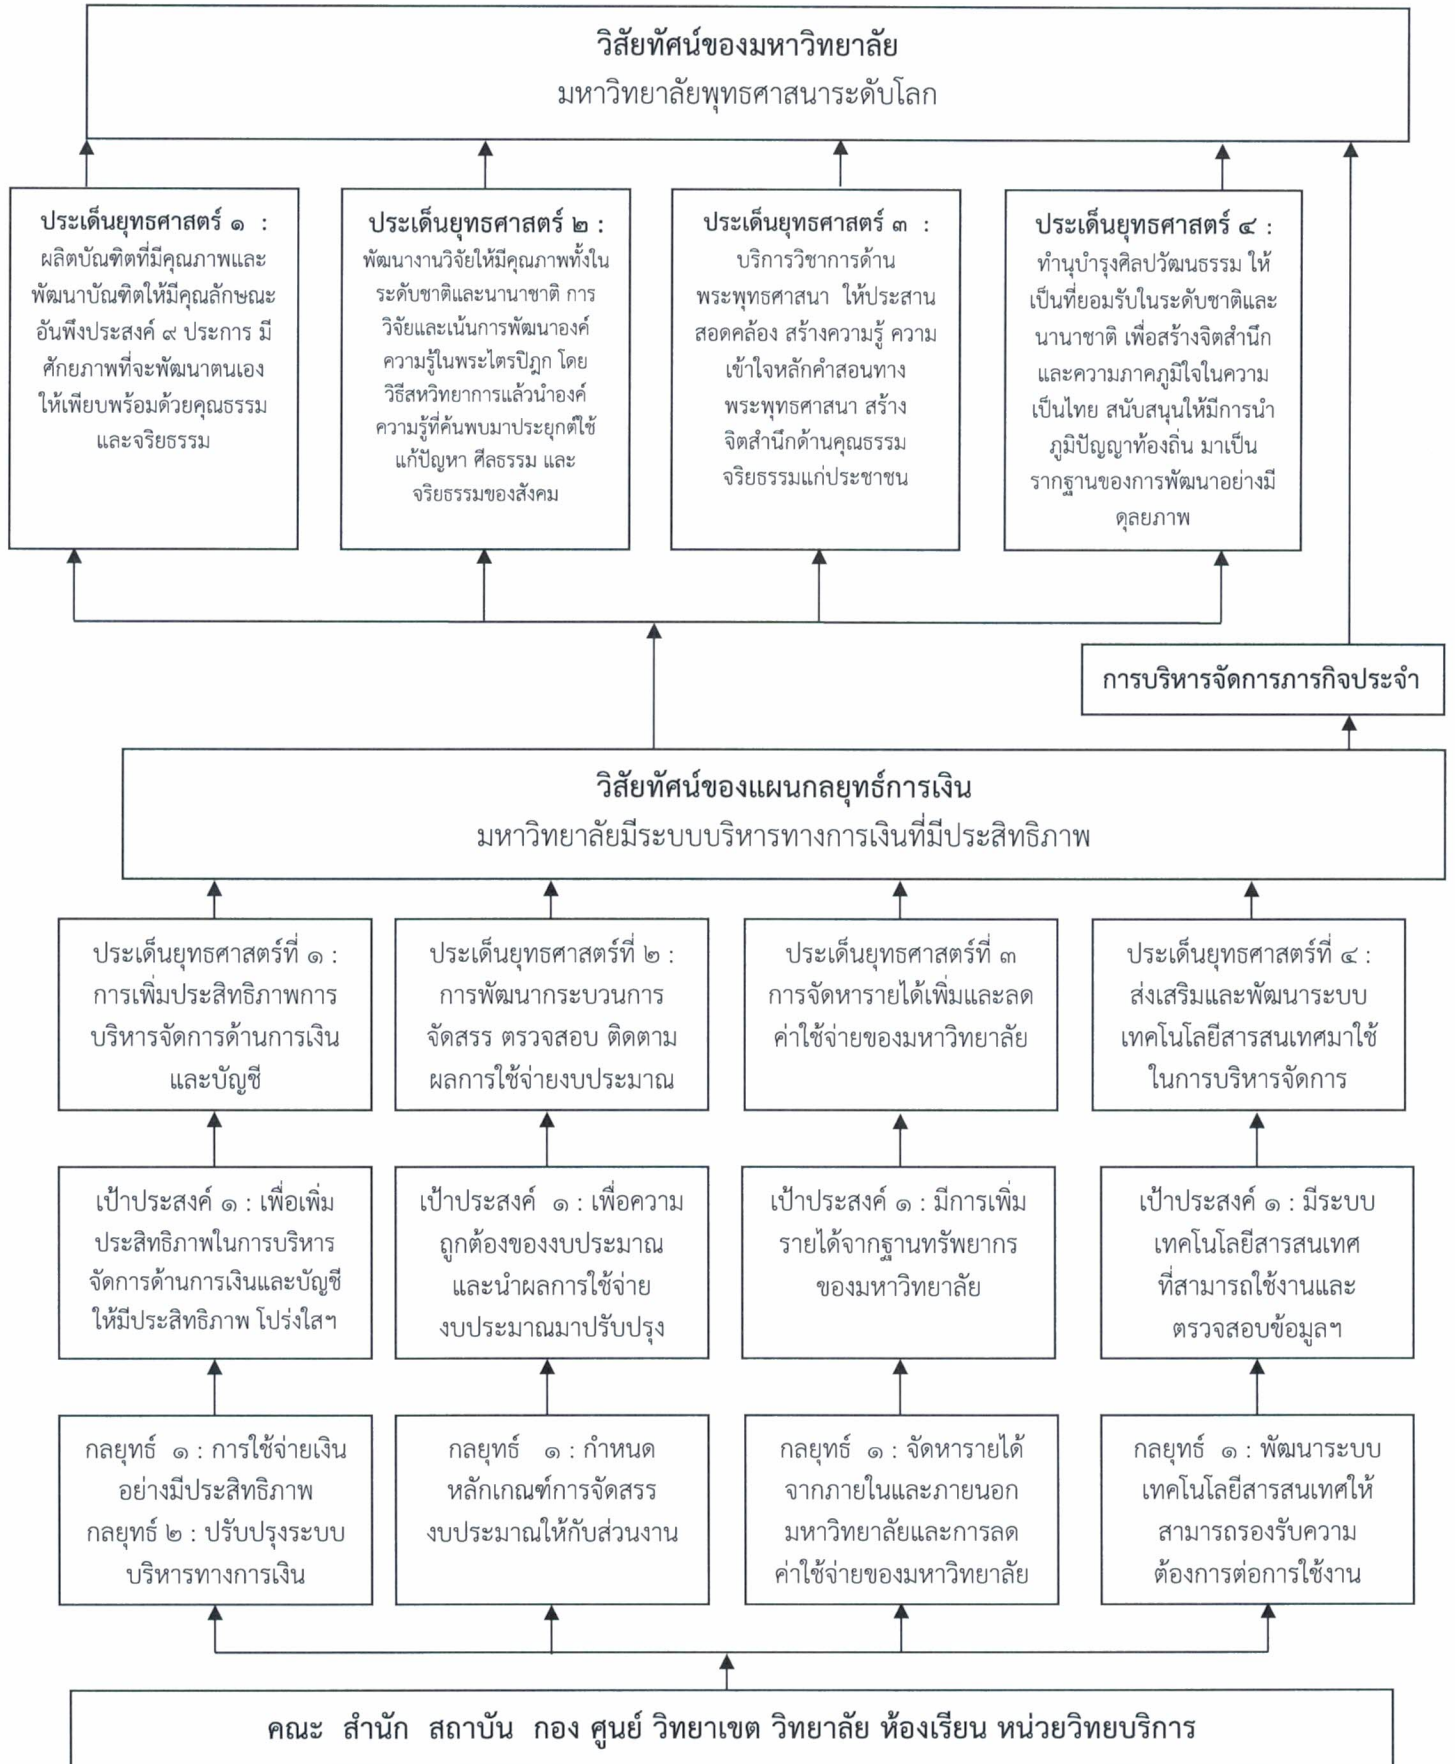 วิสัยทัศน์ของมหาวิทยาลัย
มหาวิทยาลัยพุทธศาสนาระดับโลก
ประเด็นยุทธศาสตร์ ๑ :
ผลิตบัณฑิตที่มีคุณภาพและ
พัฒนาบัณฑิตให้มีคุณลักษณะ
อันพึงประสงค์ ๙ ประการ มี
ศักยภาพที่จะพัฒนาตนเอง
ให้เพียบพร้อมด้วยคุณธรรม
และจริยธรรม
ประเด็นยุทธศาสตร์ ๒ :
พัฒนางานวิจัยให้มีคุณภาพทั้งใน
ระดับชาติและนานาชาติ การ
วิจัยและเน้นการพัฒนาองค์
ความรู้ในพระไตรปิฎก โดย
วิธีสหวิทยาการแล้วนำองค์
ความรู้ที่ค้นพบมาประยุกต์ใช้
แก้ปัญหา ศีลธรรม และ
จริยธรรมของสังคม
ประเด็นยุทธศาสตร์ ๓ :
บริการวิชาการด้าน
พระพุทธศาสนา ให้ประสาน
สอดคล้อง สร้างความรู้ ความ
เข้าใจหลักคำสอนทาง
พระพุทธศาสนา สร้าง
จิตสำนึกด้านคุณธรรม
จริยธรรมแก่ประชาชน
ประเด็นยุทธศาสตร์ ๔ :
ทำนุบำรุงศิลปวัฒนธรรม ให้
เป็นที่ยอมรับในระดับชาติและ
นานาชาติ เพื่อสร้างจิตสำนึก
และความภาคภูมิใจในความ
เป็นไทย สนับสนุนให้มีการนำ
ภูมิปัญญาท้องถิ่น มาเป็น
รากฐานของการพัฒนาอย่างมี
ดุลยภาพ
การบริหารจัดการภารกิจประจำ
วิสัยทัศน์ของแผนกลยุทธ์การเงิน
มหาวิทยาลัยมีระบบบริหารทางการเงินที่มีประสิทธิภาพ
ประเด็นยุทธศาสตร์ที่ ๑ :
การเพิ่มประสิทธิภาพการ
บริหารจัดการด้านการเงิน
และบัญชี
ประเด็นยุทธศาสตร์ที่ ๒ :
การพัฒนากระบวนการ
จัดสรร ตรวจสอบ ติดตาม
ผลการใช้จ่ายงบประมาณ
ประเด็นยุทธศาสตร์ที่ ๓
การจัดหารายได้เพิ่มและลด
ค่าใช้จ่ายของมหาวิทยาลัย
ประเด็นยุทธศาสตร์ที่ ๔ :
ส่งเสริมและพัฒนาระบบ
เทคโนโลยีสารสนเทศมาใช้
ในการบริหารจัดการ
เป้าประสงค์ ๑ : เพื่อเพิ่ม
ประสิทธิภาพในการบริหาร
จัดการด้านการเงินและบัญชี
ให้มีประสิทธิภาพ โปร่งใสฯ
เป้าประสงค์ ๑ : เพื่อความ
ถูกต้องของงบประมาณ
และนำผลการใช้จ่าย
งบประมาณมาปรับปรุง
เป้าประสงค์ ๑ : มีการเพิ่ม
รายได้จากฐานทรัพยากร
ของมหาวิทยาลัย
เป้าประสงค์ ๑ : มีระบบ
เทคโนโลยีสารสนเทศ
ที่สามารถใช้งานและ
ตรวจสอบข้อมูลฯ
กลยุทธ์ ๑ : การใช้จ่ายเงิน
อย่างมีประสิทธิภาพ
กลยุทธ์ ๒ : ปรับปรุงระบบ
บริหารทางการเงิน
กลยุทธ์ ๑ : กำหนด
หลักเกณฑ์การจัดสรร
งบประมาณให้กับส่วนงาน
กลยุทธ์ ๑ : จัดหารายได้
จากภายในและภายนอก
มหาวิทยาลัยและการลด
ค่าใช้จ่ายของมหาวิทยาลัย
กลยุทธ์ ๑ : พัฒนาระบบ
เทคโนโลยีสารสนเทศให้
สามารถรองรับความ
ต้องการต่อการใช้งาน
คณะ สำนัก สถาบัน กอง ศูนย์ วิทยาเขต วิทยาลัย ห้องเรียน หน่วยวิทยบริการ